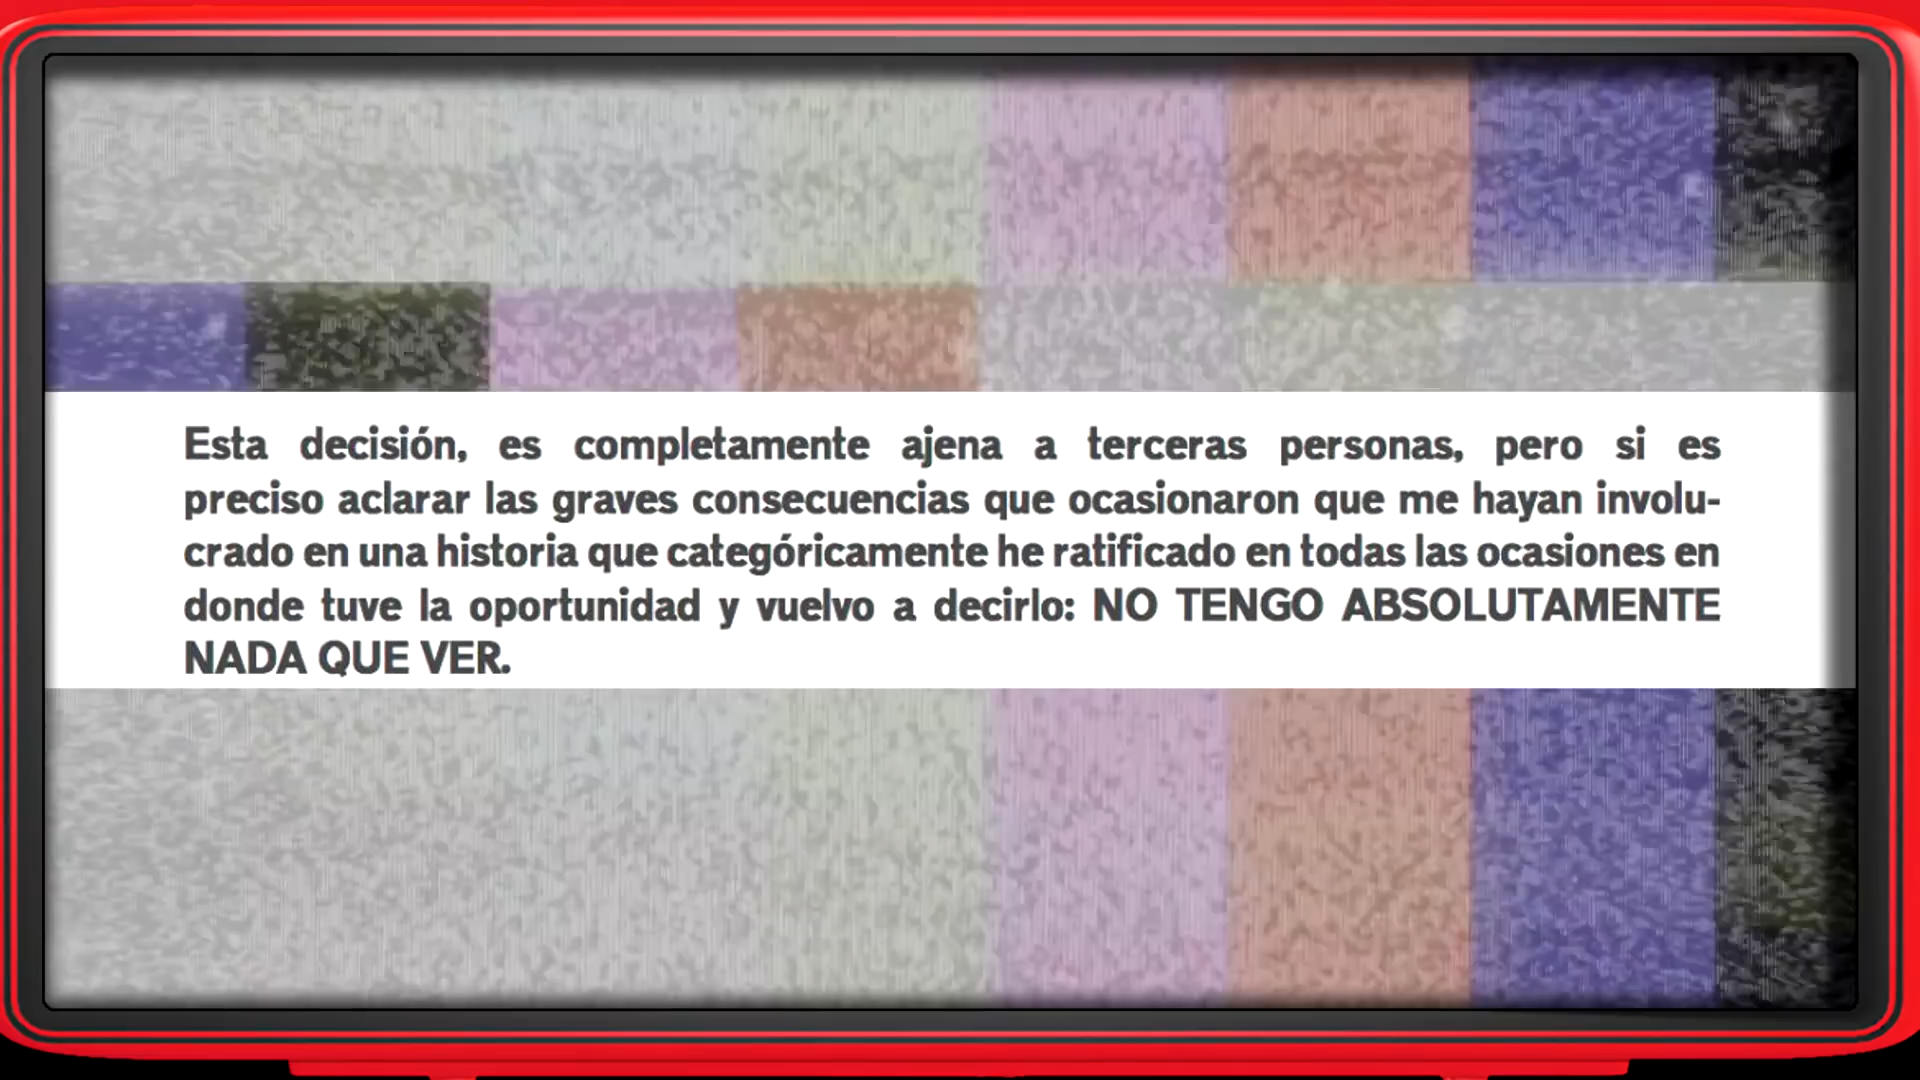 Esta decisión, es completamente ajena a terceras personas, pero si es
preciso aclarar las graves consecuencias que ocasionaron que me hayan involu-
crado en una historia que categóricamente he ratificado en todas las ocasiones en
donde tuve la oportunidad y vuelvo a decirlo: NO TENGO ABSOLUTAMENTE
NADA QUE VER.